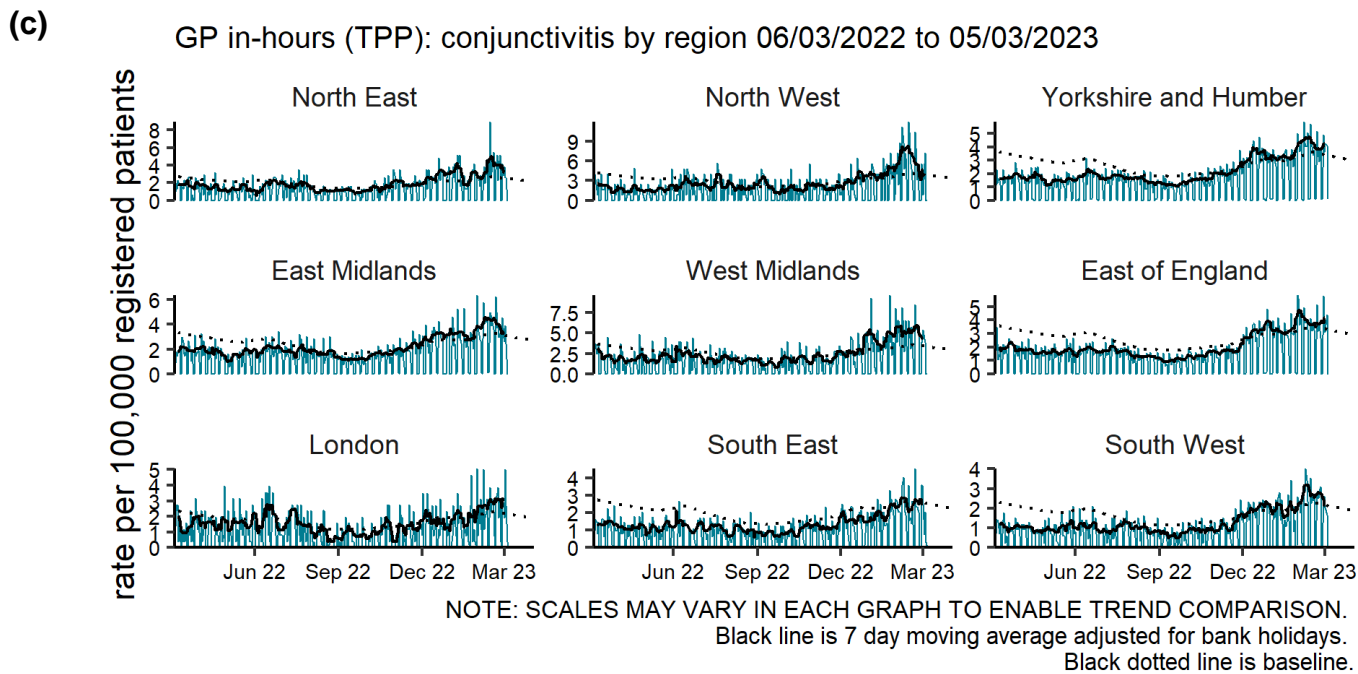 (c)
GP in-hours (TPP): conjunctivitis by region 06/03/2022 to 05/03/2023
rate per 100,000 registered patients
North East
8
6
4
2
0
North West
9
6
3
0
Yorkshire and Humber
5
4
3
2
1
0
East Midlands
6
4
2
0
West Midlands
7.5
5.0
2.5
0.0
East of England
5
4
3
2
1
0
London
5
4
3
2
1
0
Jun 22 Sep 22 Dec 22 Mar 23
South East
4
3
2
1
0
Jun 22 Sep 22 Dec 22 Mar 23
South West
4
3
2
1
0
Jun 22 Sep 22 Dec 22 Mar 23
NOTE: SCALES MAY VARY IN EACH GRAPH TO ENABLE TREND COMPARISON.
Black line is 7 day moving average adjusted for bank holidays.
Black dotted line is baseline.